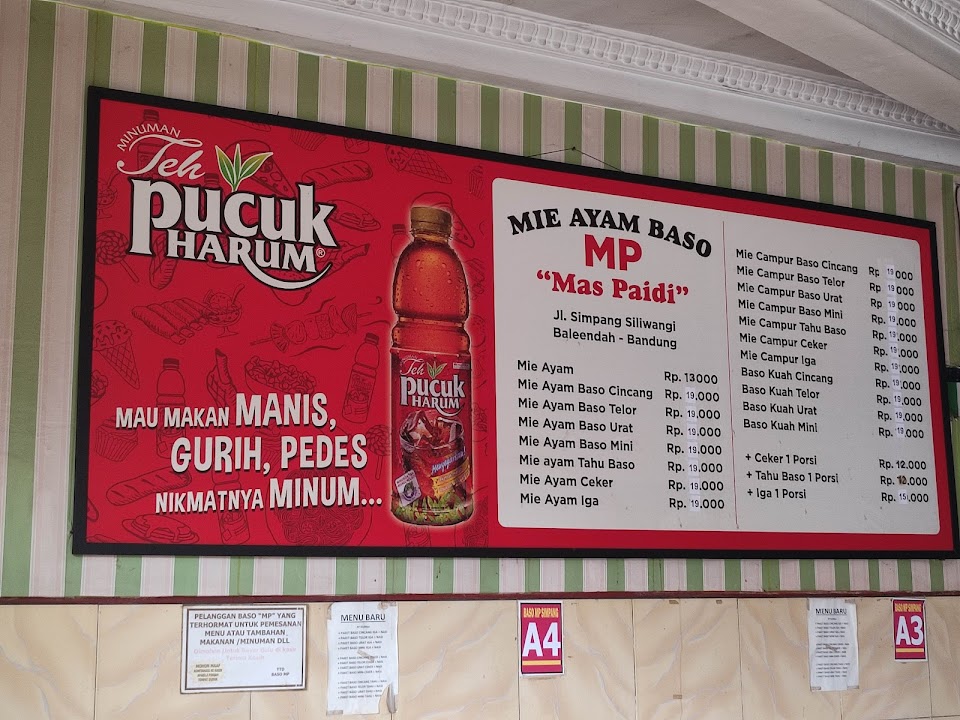 MINUMAN
Teh
pucuk
HARUM®
MAU MAKAN MANIS,
GURIH, PEDES
NIKMATNYA MINUM...
Teh
pucuk
HARUM
MIE AYAM BASO
MP
"Mas Paidi"
Jl. Simpang Siliwangi
Baleendah - Bandung
Mie Ayam Rp. 13000
Mie Ayam Baso Cincang Rp. 19,000
Mie Ayam Baso Telor Rp. 19,000
Mie Ayam Baso Urat Rp. 19,000
Mie Ayam Baso Mini Rp. 19,000
Mie ayam Tahu Baso Rp. 19,000
Mie Ayam Ceker Rp. 19,000
Mie Ayam Iga Rp. 19,000
Mie Campur Baso Cincang Rp 19,000
Mie Campur Baso Telor Rp. 19,000
Mie Campur Baso Urat Rp. 19,000
Mie Campur Baso Mini Rp. 19,000
Mie Campur Tahu Baso Rp. 19,000
Mie Campur Ceker Rp. 19,000
Mie Campur Iga Rp. 19,000
Baso Kuah Cincang Rp. 19,000
Baso Kuah Telor Rp. 19,000
Baso Kuah Urat Rp. 19,000
Baso Kuah Mini Rp. 19,000
+ Ceker 1 Porsi Rp. 12,000
+ Tahu Baso 1 Porsi Rp. 10,000
+ Iga 1 Porsi Rp. 15,000
PELANGGAN BASO "MP" YANG
TERHORMAT UNTUK PEMESANAN
MENU ATAU TAMBAHAN
MAKANAN /MINUMAN DLL
TTD
BASO MP
MENU BARU
BASO MP SIMPANG
A4
MENU BARU
BASO MP SIMPANG
A3